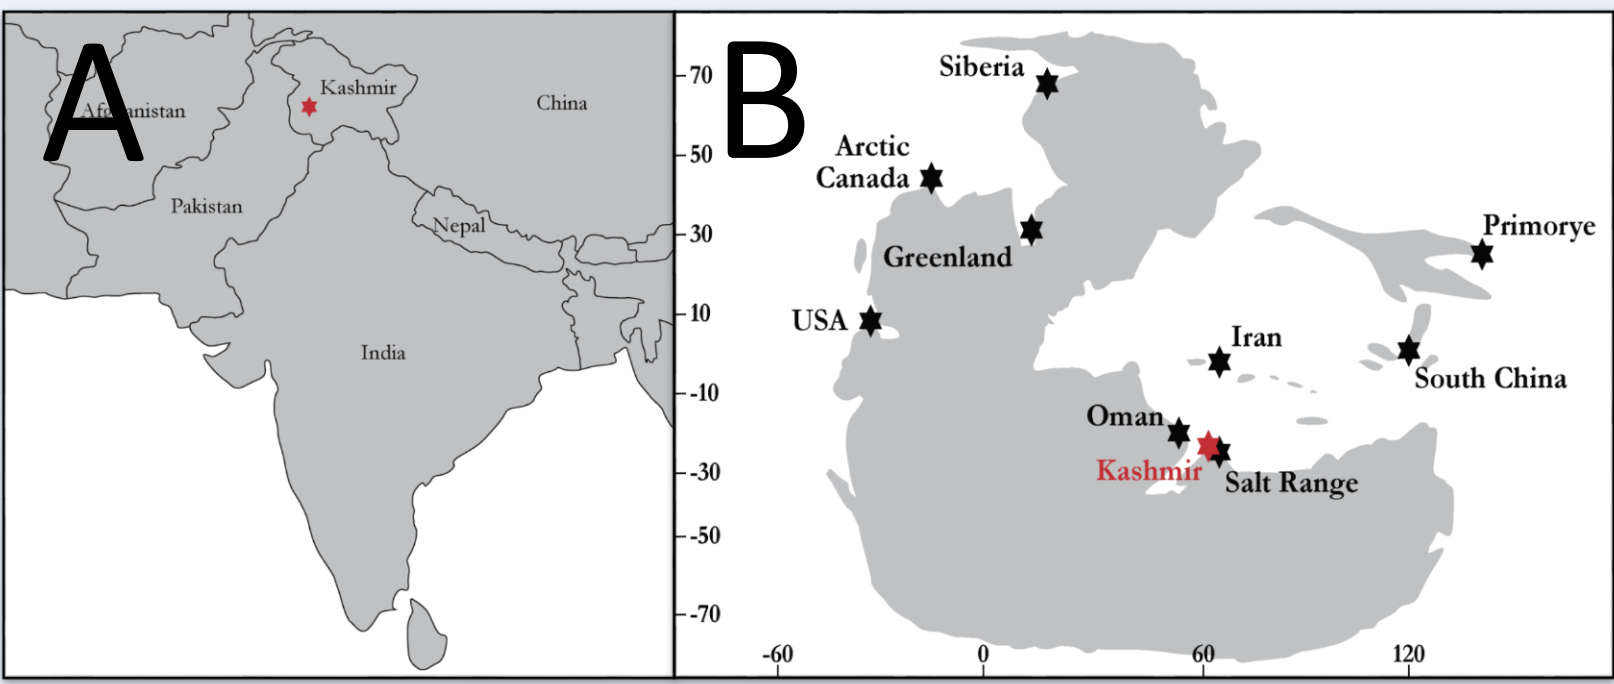 A
Afghanistan
Kashmir
China
Pakistan
Nepal
India
B
70
50
30
10
-10
-30
-50
-70
Siberia
Arctic
Canada
Greenland
Primorye
USA
Iran
South China
Oman
Kashmir
Salt Range
-60
0
60
120